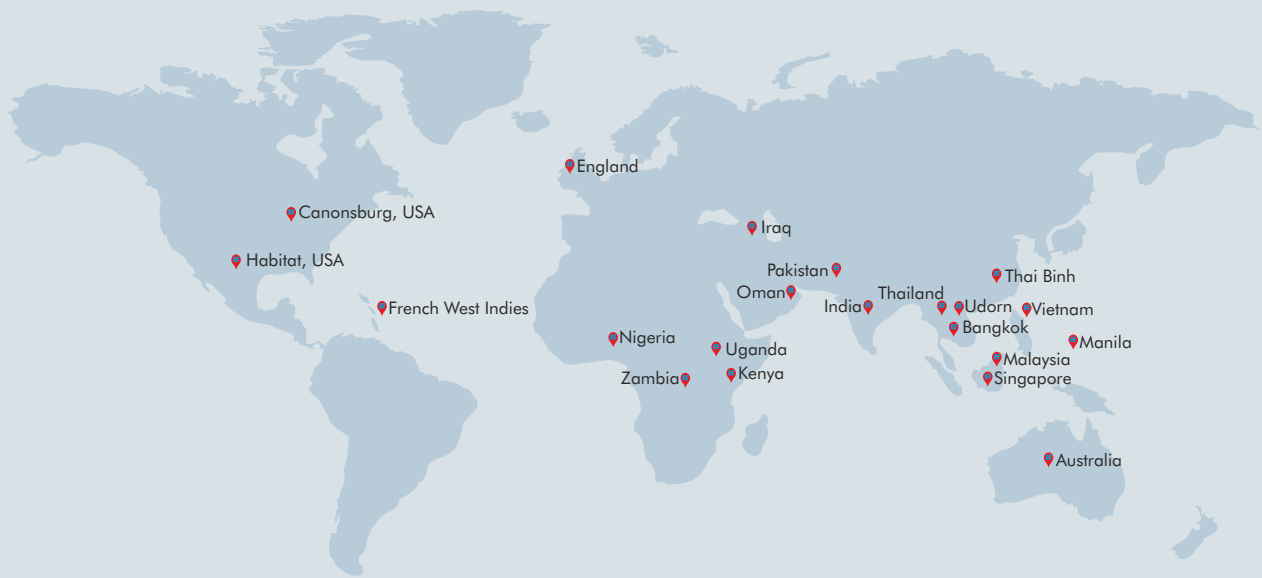 England
Canonsburg, USA
Iraq
Habitat, USA
Pakistan
Thai Binh
Oman
Thailand
India
Udorn
French West Indies
Vietnam
Bangkok
Nigeria
Manila
Uganda
Malaysia
Kenya
Zambia
Singapore
Australia